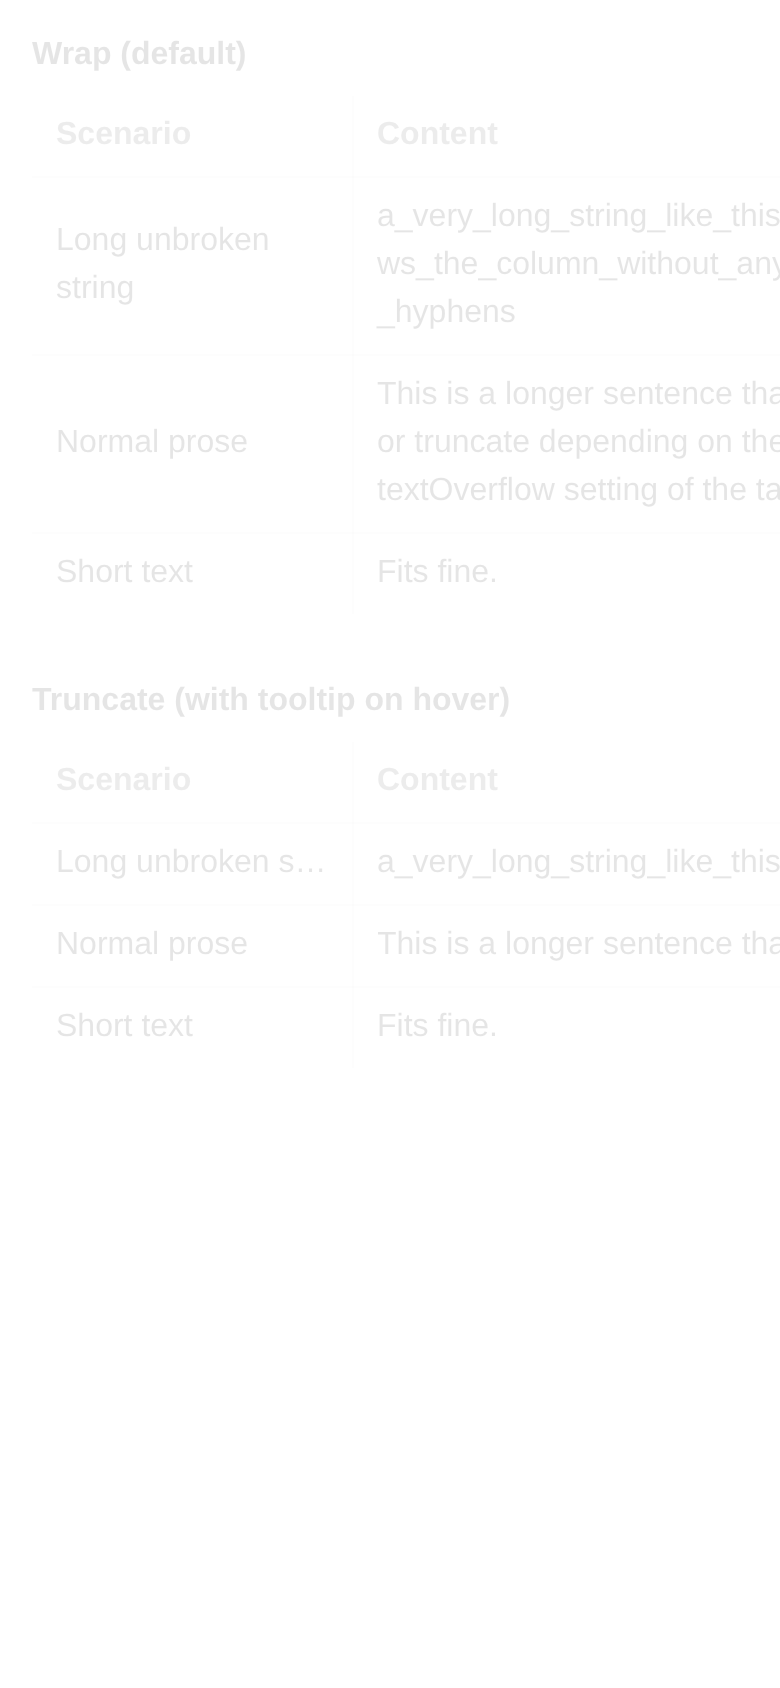 Wrap (default)
Scenario
Content
Long unbroken
string
a_very_long_string_like_this
ws_the_column_without_any
_hyphens
Normal prose
This is a longer sentence tha
or truncate depending on the
textOverflow setting of the ta
Short text
Fits fine.
Truncate (with tooltip on hover)
Scenario
Content
Long unbroken s…
a_very_long_string_like_this
Normal prose
This is a longer sentence tha
Short text
Fits fine.